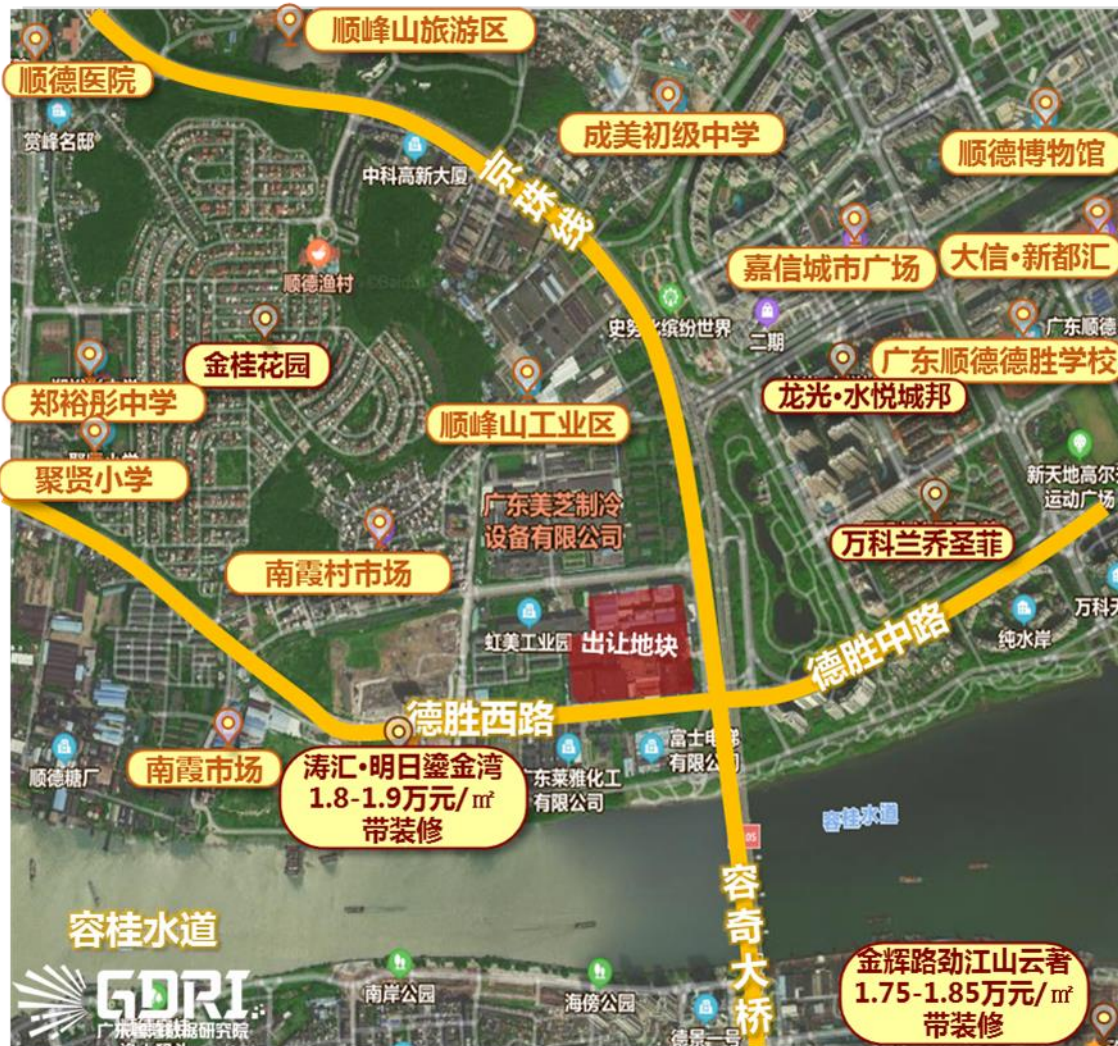 顺峰山旅游区
顺德医院
赏峰名邸
中科高新大厦
成美初级中学
顺德博物馆
京珠线
嘉信城市广场
大信·新都汇
顺德渔村
缤纷世界
二期
广东顺德
金桂花园
广东顺德德胜学校
郑裕彤中学
龙光·水悦城邦
顺峰山工业区
聚贤小学
新天地高尔
运动广场
广东美芝制冷
设备有限公司
万科兰乔圣菲
南霞村市场
万科天
虹美工业园
出让地块
纯水岸
德胜中路
德胜西路
富士电梯
有限公司
南霞市场
顺德糖厂
涛汇·明日鎏金湾
1.8-1.9万元/㎡
带装修
广东莱雅化工
有限公司
容桂水道
容奇大桥
容桂水道
金辉路劲江山云著
1.75-1.85万元/㎡
带装修
GDRI
南岸公园
海傍公园
德景一号